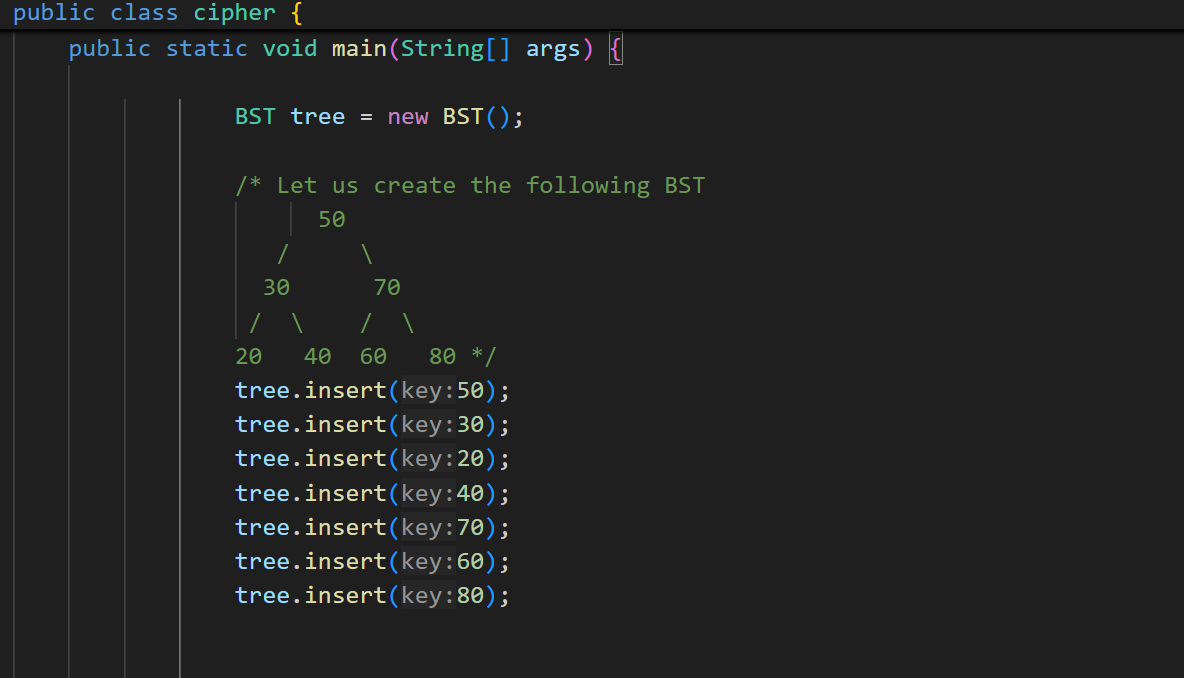 public class cipher {
public static void main(String[] args) {
BST tree = new BST();
/* Let us create the following BST
50
/ \
30 70
/ \ / \
20 40 60 80 */
tree.insert(key:50);
tree.insert(key:30);
tree.insert(key:20);
tree.insert(key:40);
tree.insert(key:70);
tree.insert(key:60);
tree.insert(key:80);